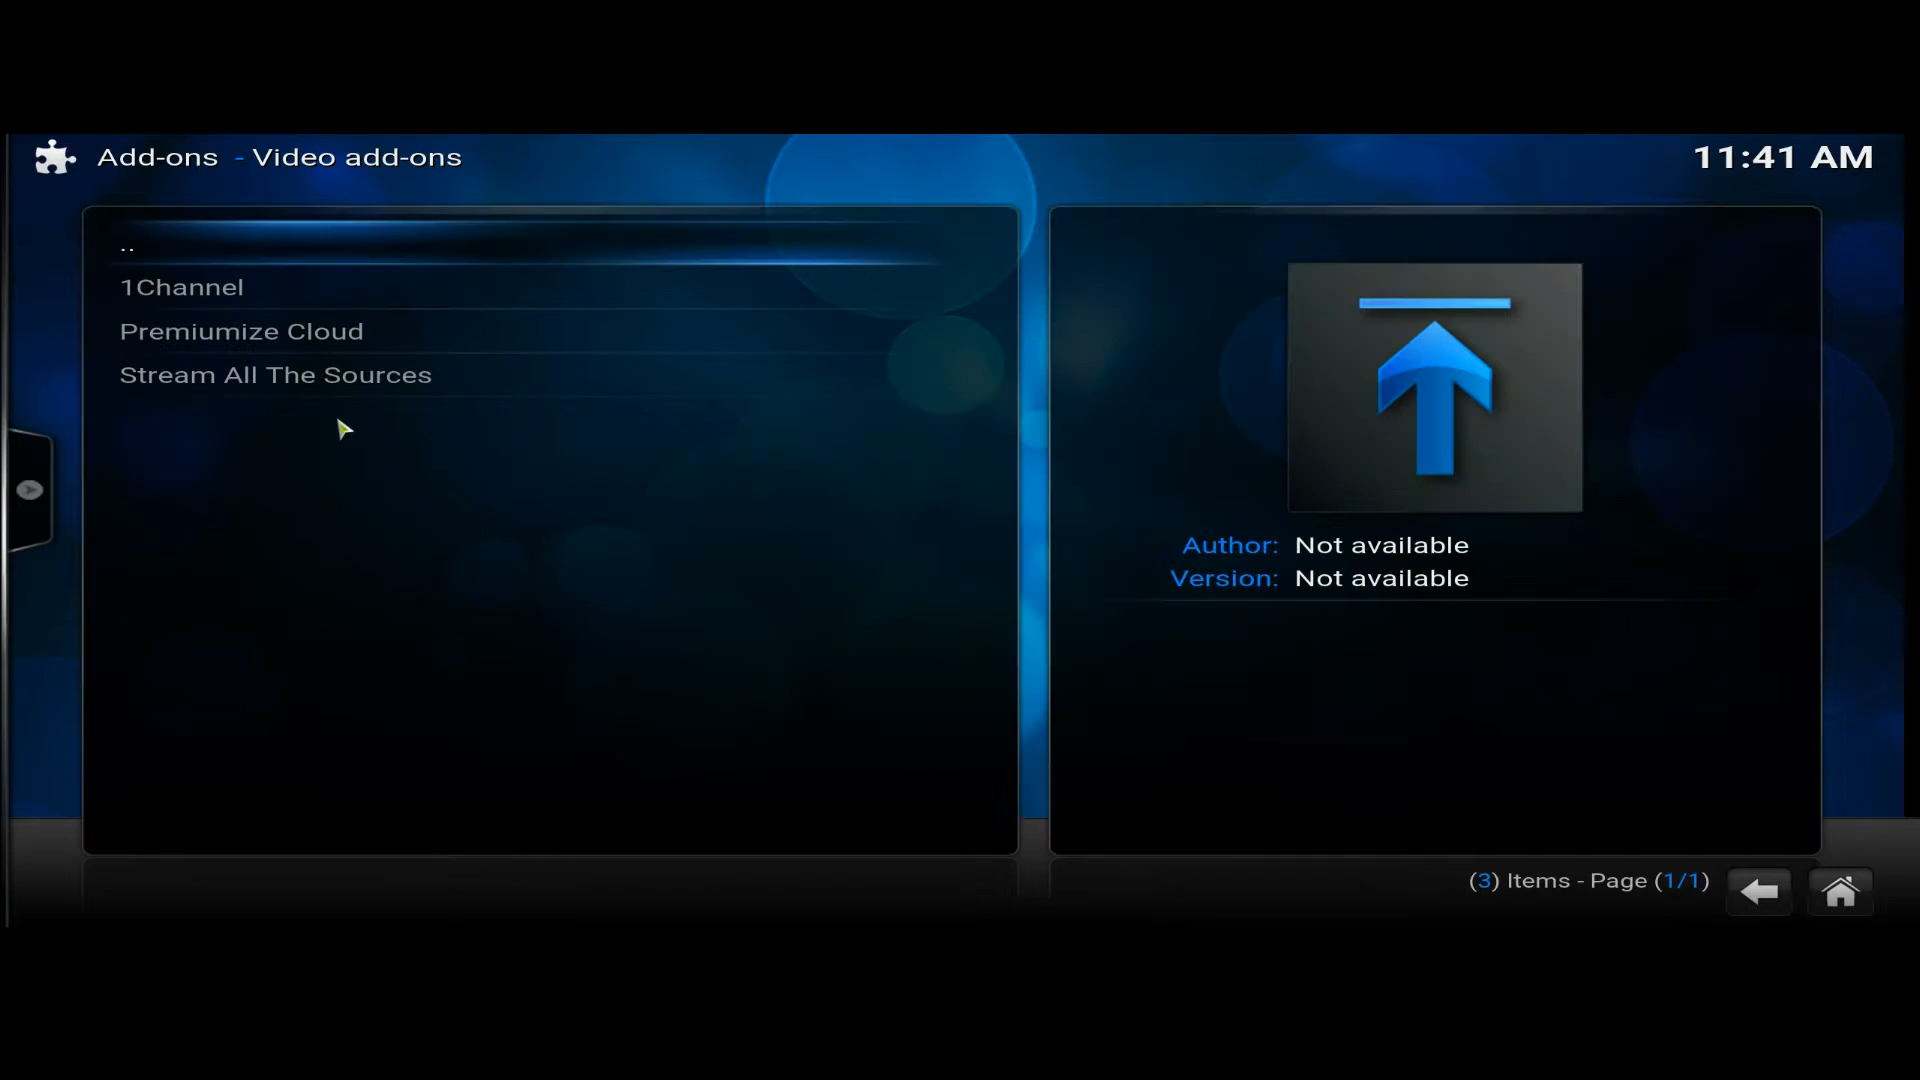 Add-ons - Video add-ons
11:41 AM
..
1Channel
Premiumize Cloud
Stream All The Sources
Author: Not available
Version: Not available
(3) Items - Page (1/1)